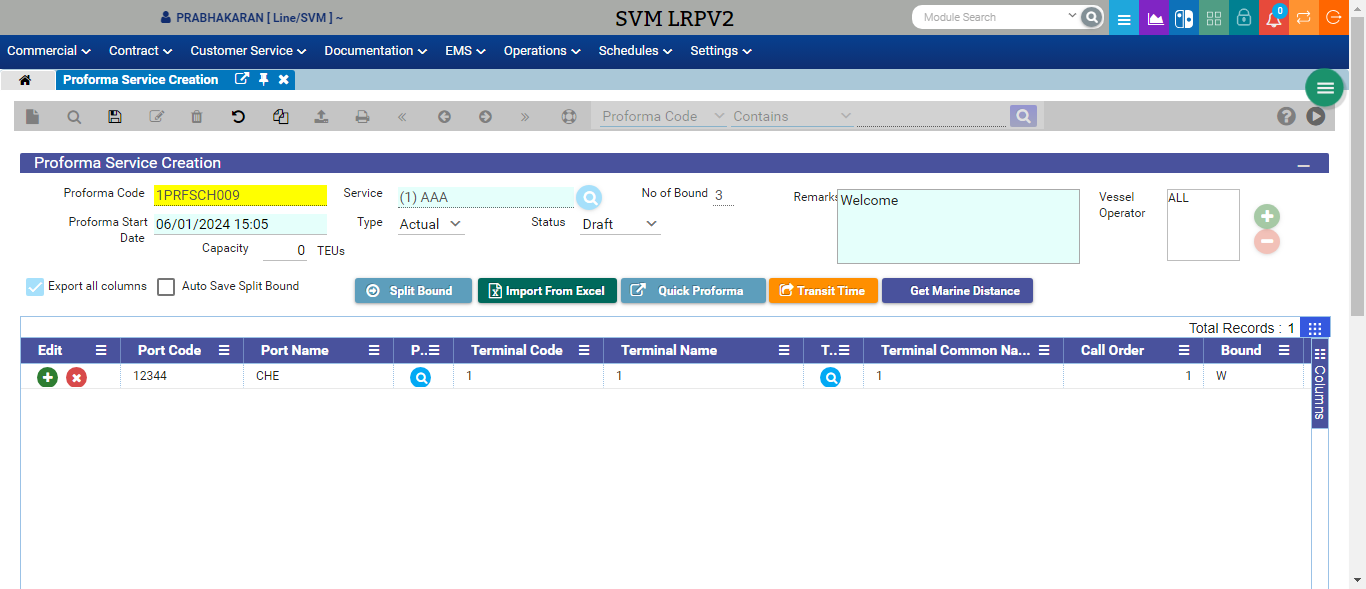 PRABHAKARAN [ Line/SVM ] ~
SVM LRPV2
Module Search
0
Commercial Contract Customer Service Documentation EMS Operations Schedules Settings
Proforma Service Creation
Proforma Code Contains
Proforma Service Creation
Proforma Code 1PRFSCH009 Service (1) AAA No of Bound 3 Remarks Welcome Vessel Operator ALL
Proforma Start Date 06/01/2024 15:05 Type Actual Status Draft
Capacity 0 TEUs
Export all columns Auto Save Split Bound Split Bound Import From Excel Quick Proforma Transit Time Get Marine Distance
Total Records : 1
Edit Port Code Port Name P.. Terminal Code Terminal Name T.. Terminal Common Na... Call Order Bound
12344 CHE 1 1 1 1 W
Columns